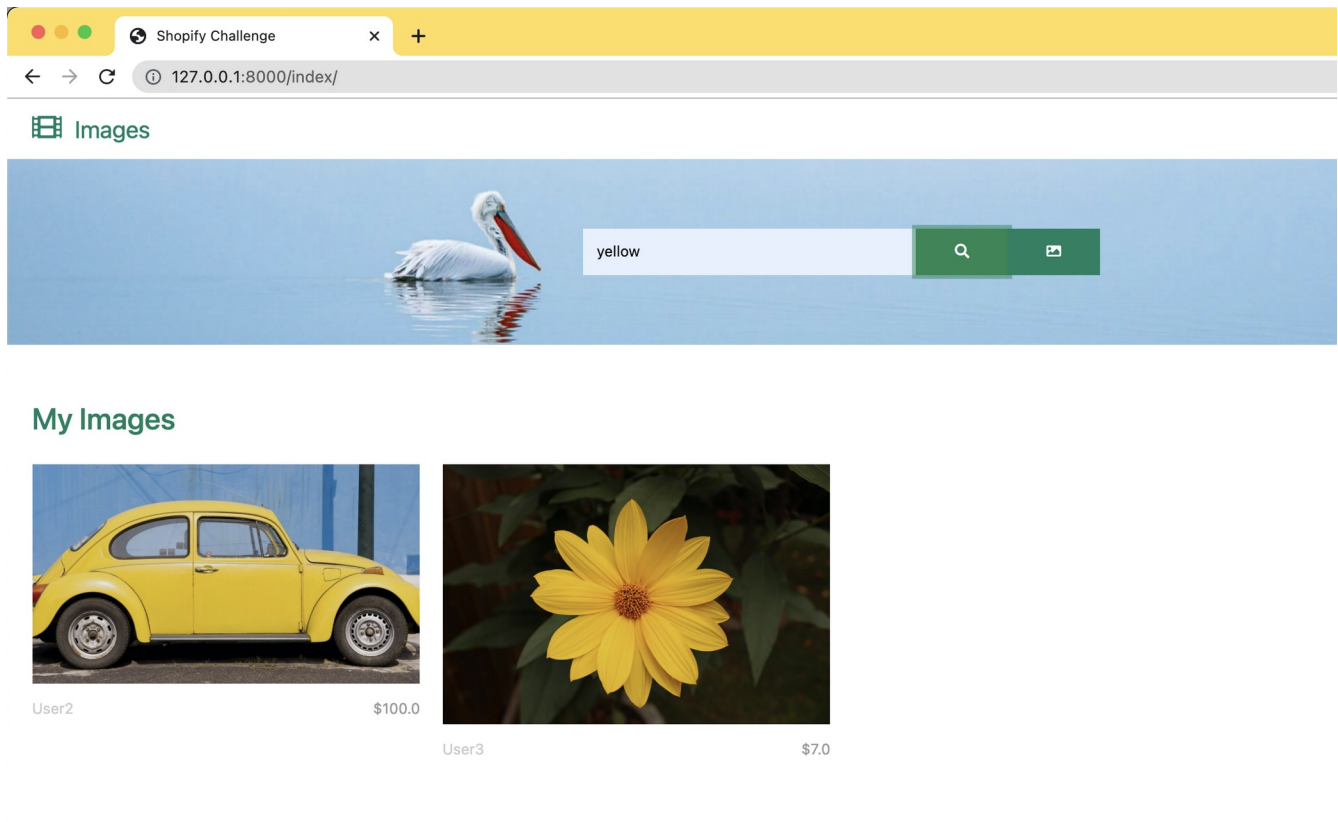 Shopify Challenge
127.0.0.1:8000/index/
Images
yellow
My Images
User2 $100.0
User3 $7.0